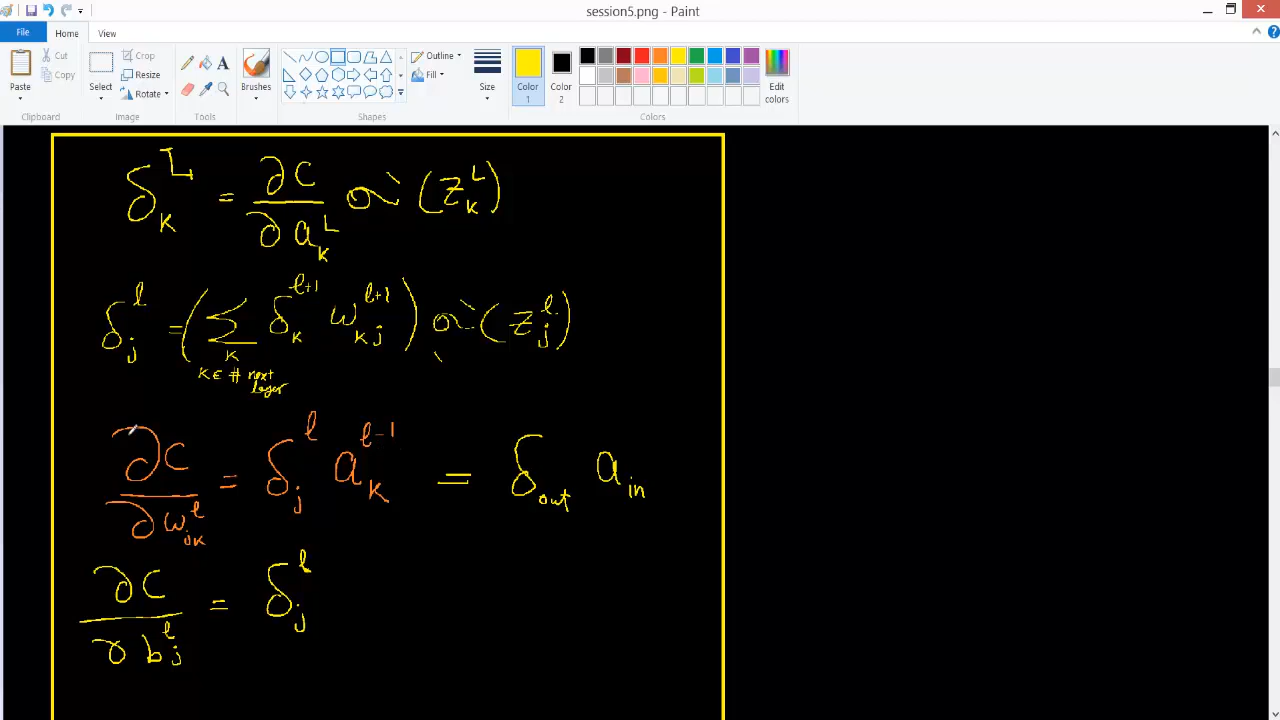 session5.png - Paint
File Home View
Paste Cut Copy Clipboard
Select Crop Resize Rotate Image
Tools
Brushes
Outline Fill Shapes
Size
Color 1 Color 2 Edit colors Colors
δ_k^L = ∂C / ∂a_k^L σ` (z_k^L)
δ_j^l = (∑_k δ_k^{l+1} w_{kj}^{l+1}) σ` (z_j^l)
k ∈ # next layer
∂C / ∂w_{jk}^l = δ_j^l a_k^{l-1} = δ_out a_in
∂C / ∂b_j^l = δ_j^l